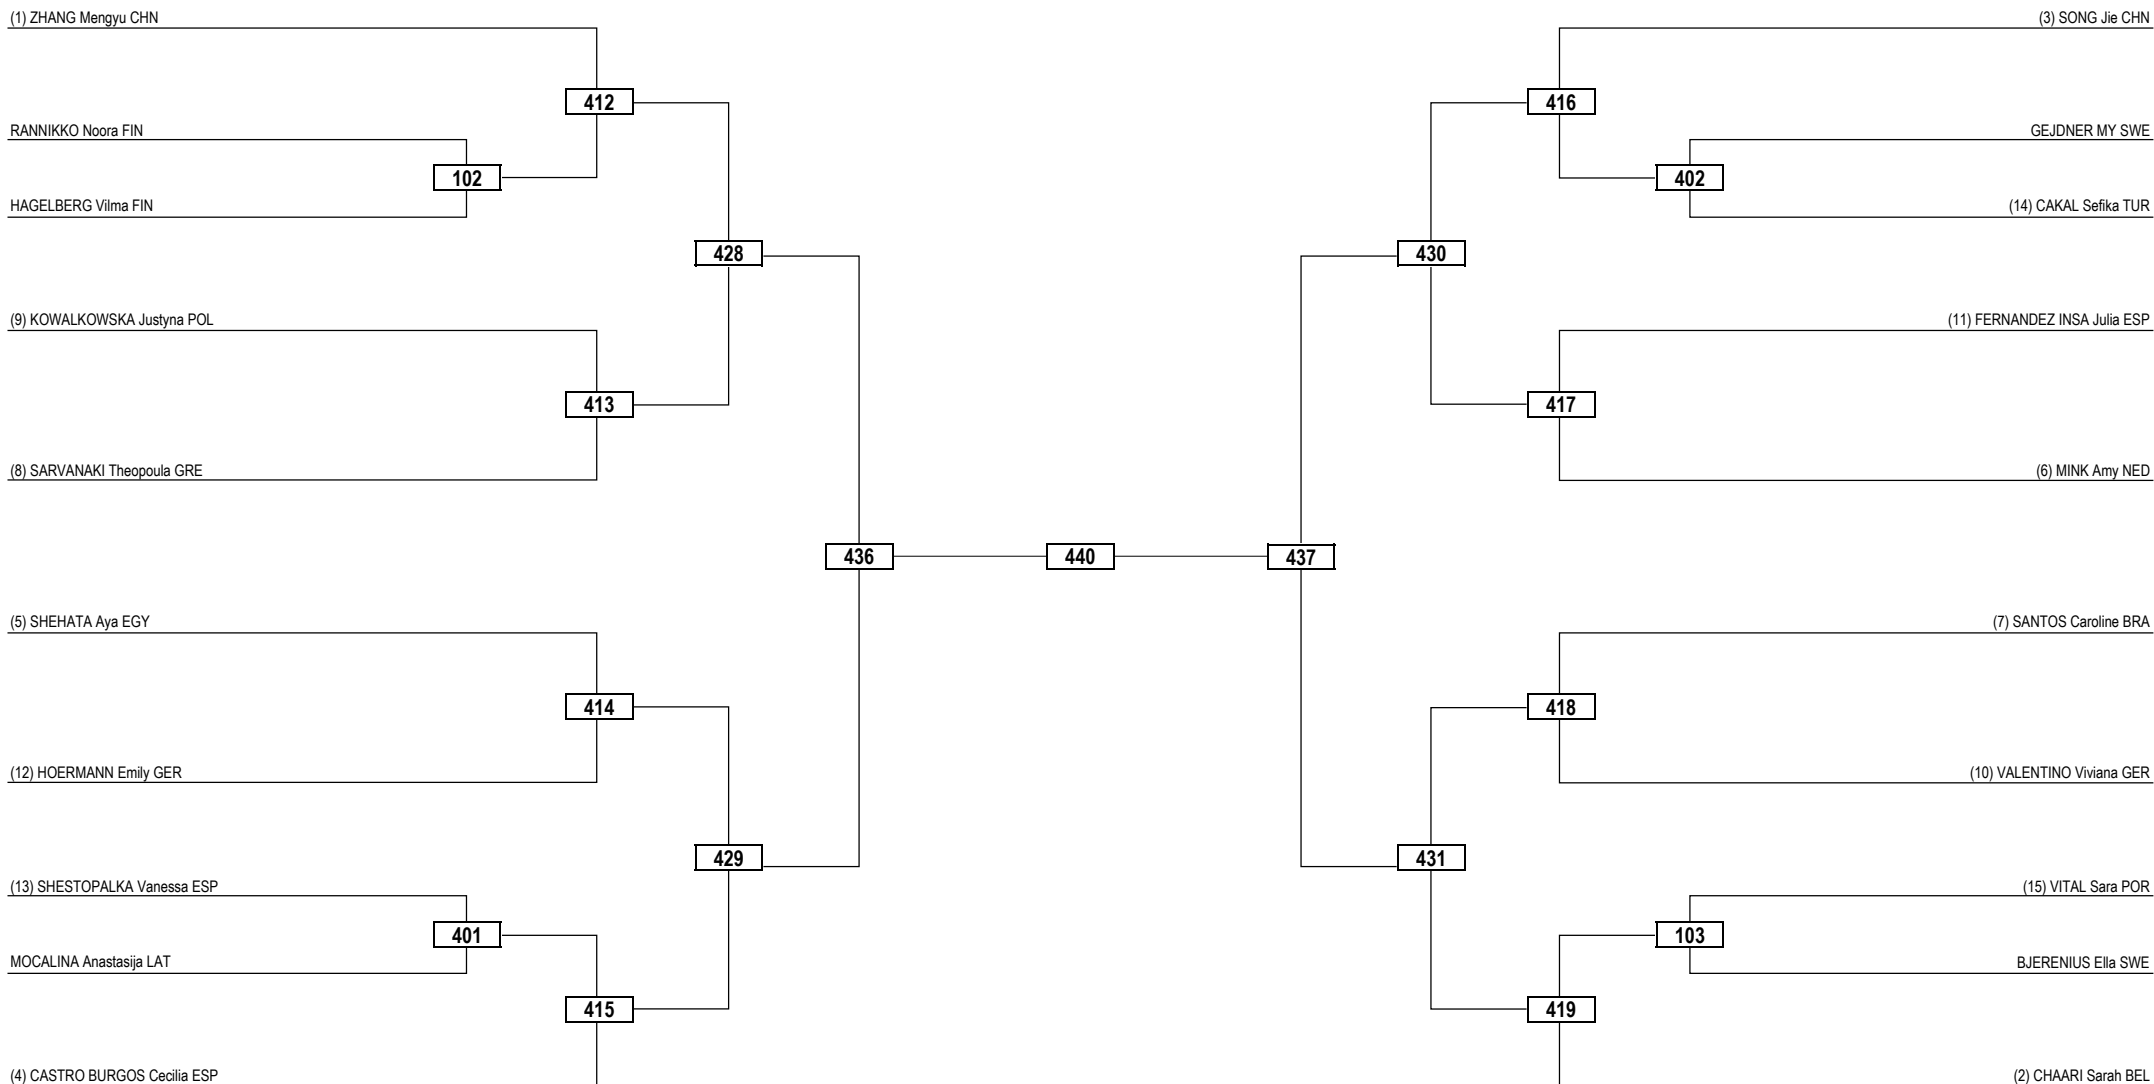 (1) ZHANG Mengyu CHN
(3) SONG Jie CHN
412
416
RANNIKKO Noora FIN
GEJDNER MY SWE
102
402
HAGELBERG Vilma FIN
(14) CAKAL Sefika TUR
428
430
(9) KOWALKOWSKA Justyna POL
(11) FERNANDEZ INSA Julia ESP
413
417
(8) SARVANAKI Theopoula GRE
(6) MINK Amy NED
436
440
437
(5) SHEHATA Aya EGY
(7) SANTOS Caroline BRA
414
418
(12) HOERMANN Emily GER
(10) VALENTINO Viviana GER
429
431
(13) SHESTOPALKA Vanessa ESP
(15) VITAL Sara POR
401
103
MOCALINA Anastasija LAT
BJERENIUS Ella SWE
415
419
(4) CASTRO BURGOS Cecilia ESP
(2) CHAARI Sarah BEL